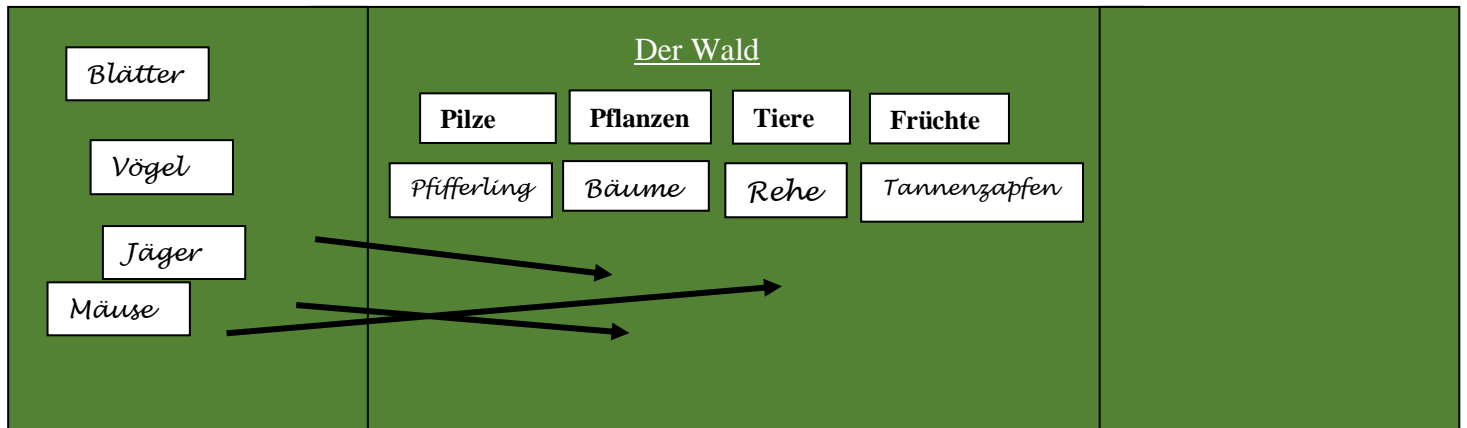 Der Wald
Blätter
Pilze Pflanzen Tiere Früchte
Vögel
Pfifferling Bäume Rehe Tannenzapfen
Jäger
Mäuse